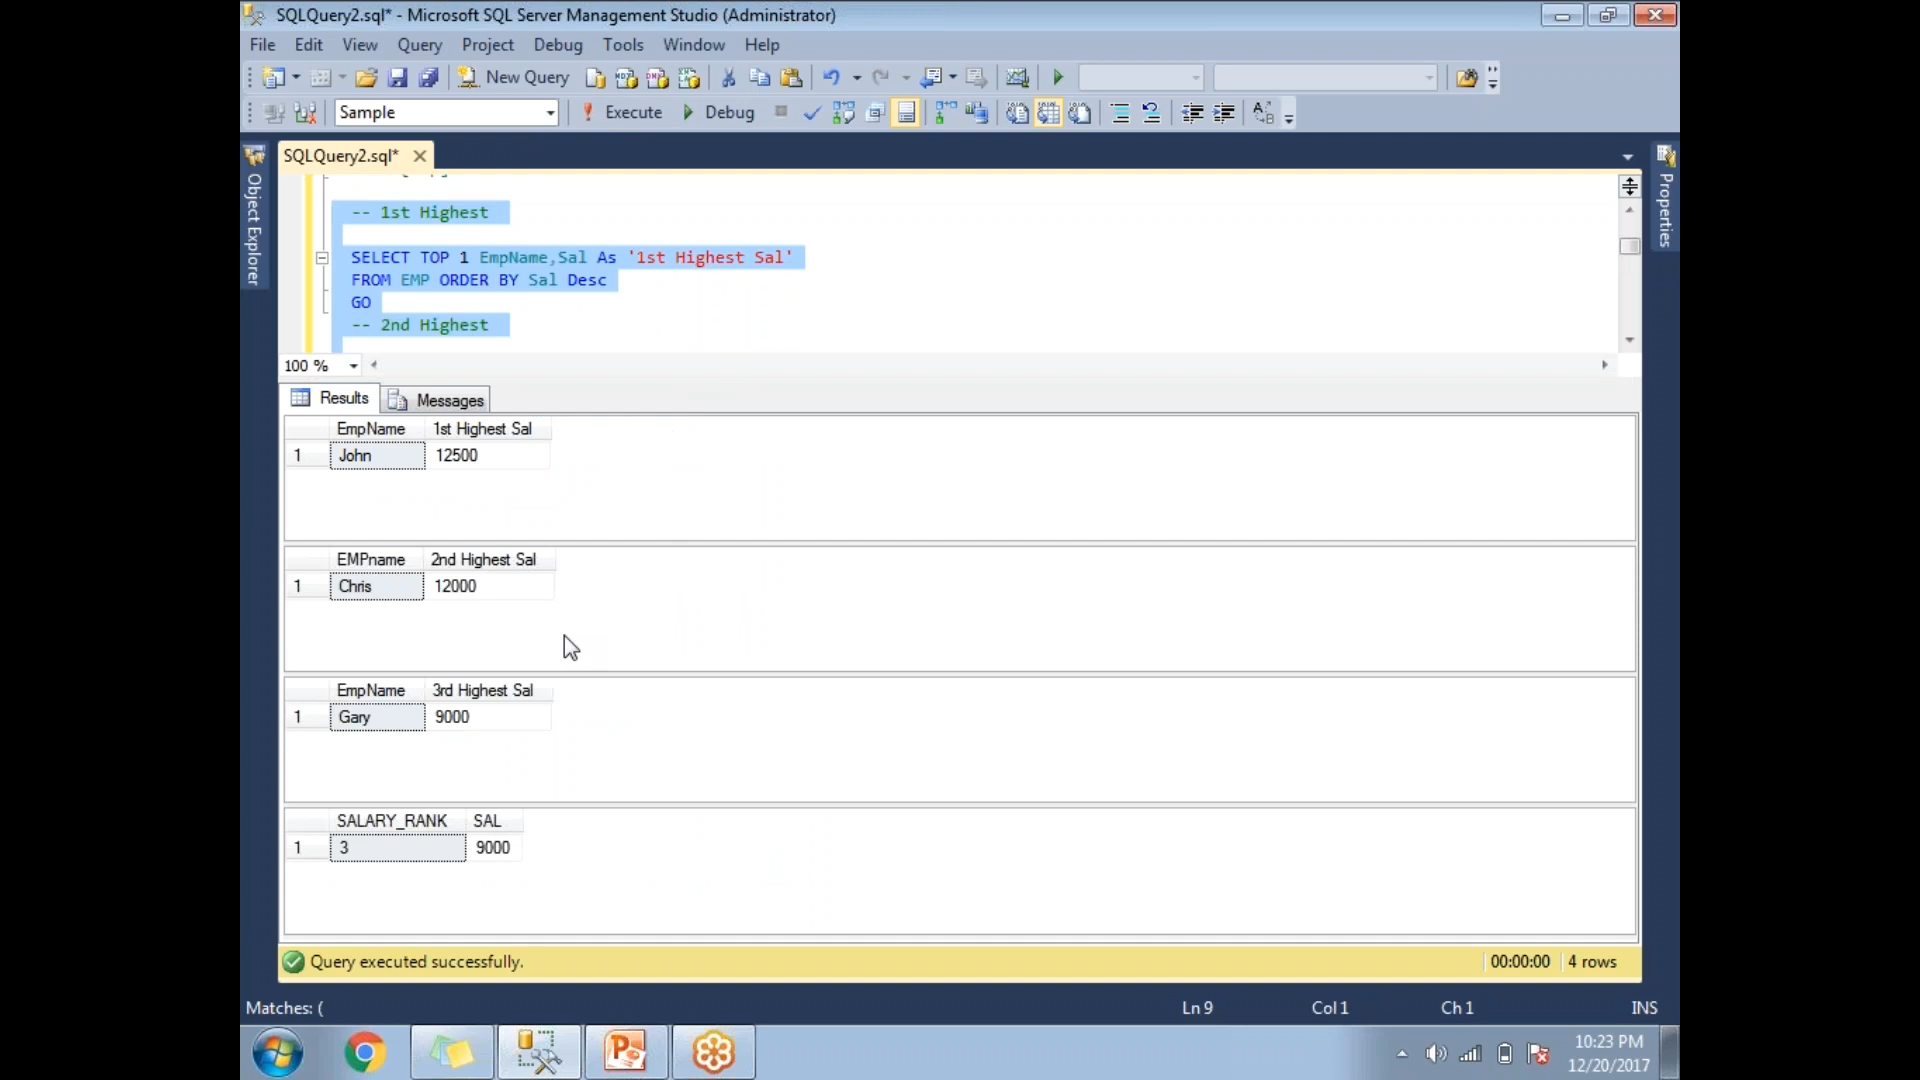 SQLQuery2.sql* - Microsoft SQL Server Management Studio (Administrator)
File Edit View Query Project Debug Tools Window Help
New Query
Sample Execute Debug
SQLQuery2.sql*
Object Explorer
Properties
-- 1st Highest
SELECT TOP 1 EmpName,Sal As '1st Highest Sal'
FROM EMP ORDER BY Sal Desc
GO
-- 2nd Highest
100 %
Results Messages
EmpName 1st Highest Sal
1 John 12500
EMPname 2nd Highest Sal
1 Chris 12000
EmpName 3rd Highest Sal
1 Gary 9000
SALARY_RANK SAL
1 3 9000
Query executed successfully. 00:00:00 4 rows
Matches: ( Ln 9 Col 1 Ch 1 INS
10:23 PM
12/20/2017